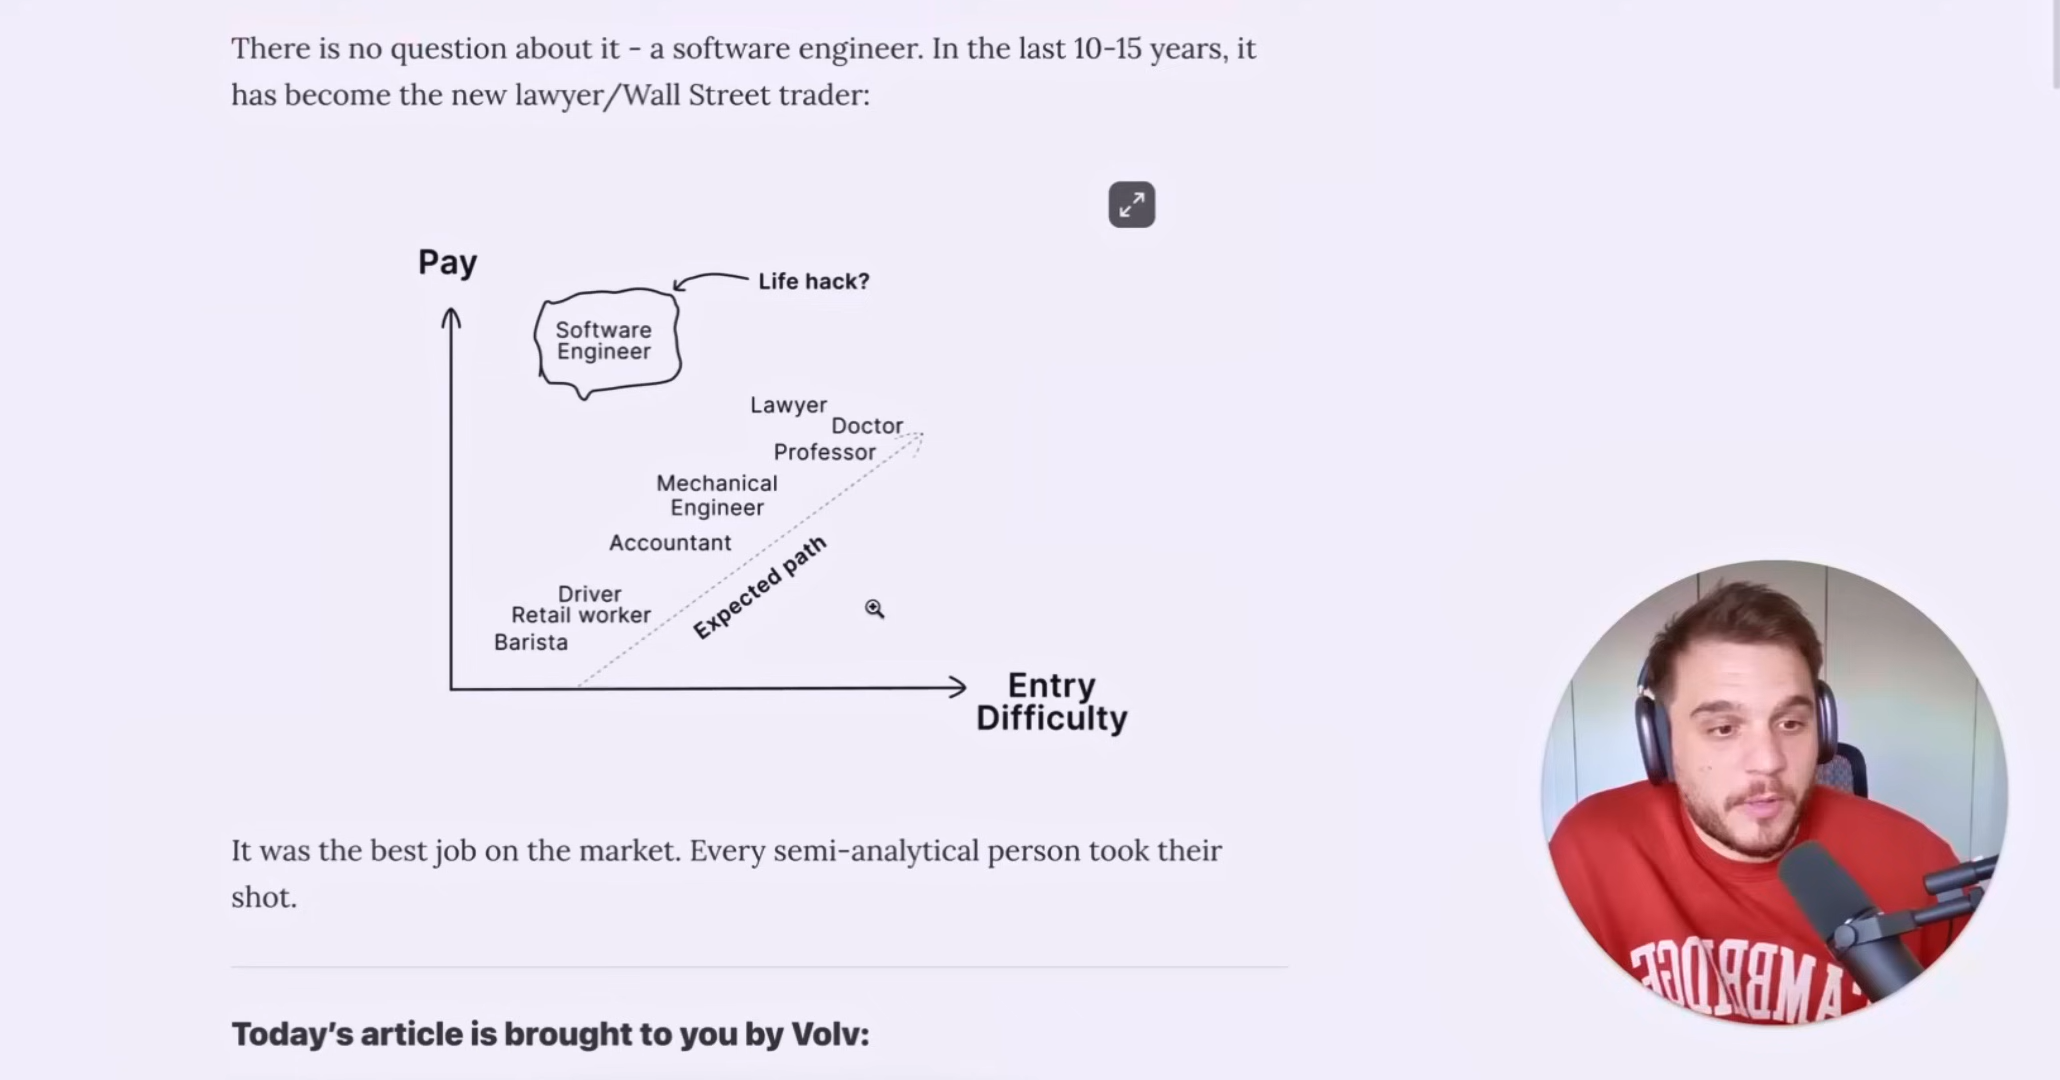 There is no question about it - a software engineer. In the last 10-15 years, it
has become the new lawyer/Wall Street trader:
Pay
Life hack?
Software
Engineer
Lawyer
Doctor
Professor
Mechanical
Engineer
Accountant
Expected path
Driver
Retail worker
Barista
Entry
Difficulty
It was the best job on the market. Every semi-analytical person took their
shot.
Today's article is brought to you by Volv: